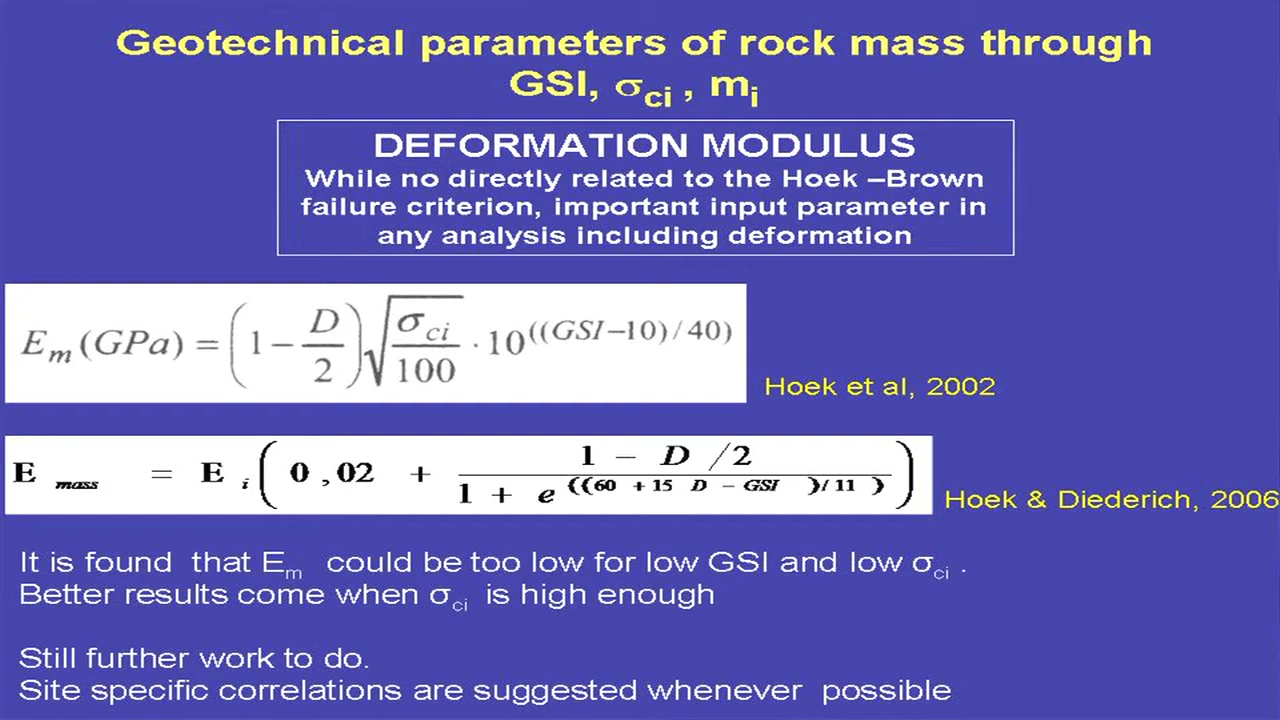 Geotechnical parameters of rock mass through
GSI, σci , mi
DEFORMATION MODULUS
While no directly related to the Hoek –Brown
failure criterion, important input parameter in
any analysis including deformation
Em(GPa) = (1 − D/2) √(σci/100) · 10^((GSI−10)/40)
Hoek et al, 2002
E mass = E i ( 0 ,02 + (1 − D /2) / (1 + e ^((60 +15 D − GSI )/ 11 )) )
Hoek & Diederich, 2006
It is found that Em could be too low for low GSI and low σci .
Better results come when σci is high enough
Still further work to do.
Site specific correlations are suggested whenever possible